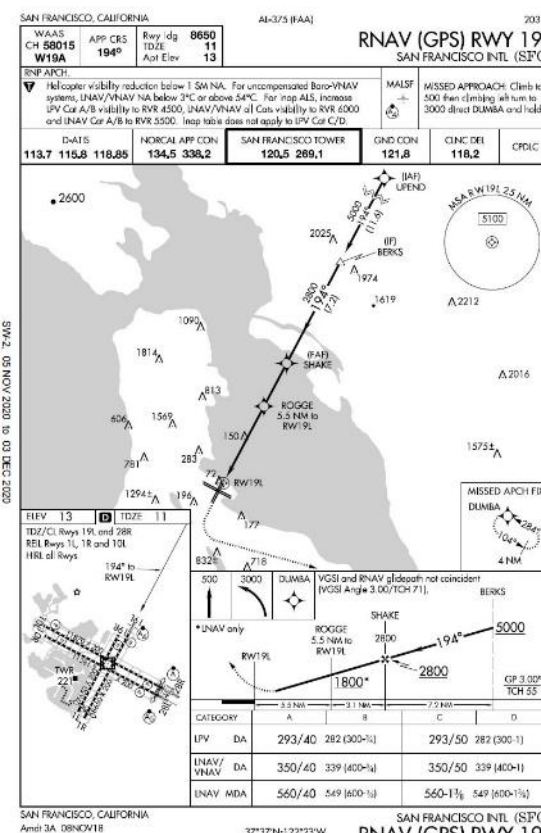 SAN FRANCISCO, CALIFORNIA
AL-375 (FAA)
203
WAAS
CH 58015
W19A
APP CRS
194°
Rwy ldg 8650
TDZE 11
Apt Elev 13
RNAV (GPS) RWY 19
SAN FRANCISCO INTL (SFO
RNP APCH.
Helicopter visibility reduction below 1 SM NA. For uncompensated Baro-VNAV
systems, LNAV/VNAV NA below 3°C or above 54°C. For inop ALS, increase
LPV Cat A/B visibility to RVR 4500, LNAV/VNAV all Cats visibility to RVR 6000
and LNAV Cat A/B to RVR 5500. Inop table does not apply to LPV Cat C/D.
MALSF
MISSED APPROACH: Climb to
500 then climbing left turn to
3000 direct DUMBA and hold
D-ATIS
113.7 115.8 118.85
NORCAL APP CON
134.5 338.2
SAN FRANCISCO TOWER
120.5 269.1
GND CON
121.8
CLNC DEL
118.2
CPDLC
(IAF)
UPEND
MSA RW19L 25 NM
5100
2600
5000
194°
(11.6)
2025
(IF)
BERKS
1974
1619
2212
2800
194°
(7.2)
1090
1814
(FAF)
SHAKE
2016
813
ROGGE
5.5 NM to
RW19L
606
1569
150
1575±
781
283
72
RW19L
1294±
196
177
832±
718
MISSED APCH FI
DUMBA
284°
104°
4 NM
SW-2, 05 NOV 2020 to 03 DEC 2020
ELEV 13
D
TDZE 11
TDZ/CL Rwys 19L and 28R
REIL Rwys 1L, 1R and 10L
HIRL all Rwys
194° to
RW19L
TWR
221
1R
500
3000
DUMBA
VGSI and RNAV glidepath not coincident
(VGSI Angle 3.00/TCH 71).
BERKS
*LNAV only
ROGGE
5.5 NM to
RW19L
SHAKE
2800
194°
5000
RW19L
2800
1800*
GP 3.00°
TCH 55
5.5 NM
3.1 NM
7.2 NM
CATEGORY A B C D
LPV DA 293/40 282 (300-¾) 293/50 282 (300-1)
LNAV/
VNAV DA 350/40 339 (400-¾) 350/50 339 (400-1)
LNAV MDA 560/40 549 (600-¾) 560-1⅜ 549 (600-1⅜)
SAN FRANCISCO, CALIFORNIA
Amdt 3A 08NOV18
37°37'N-122°23'W
SAN FRANCISCO INTL (SFO
RNAV (GPS) RWY 19